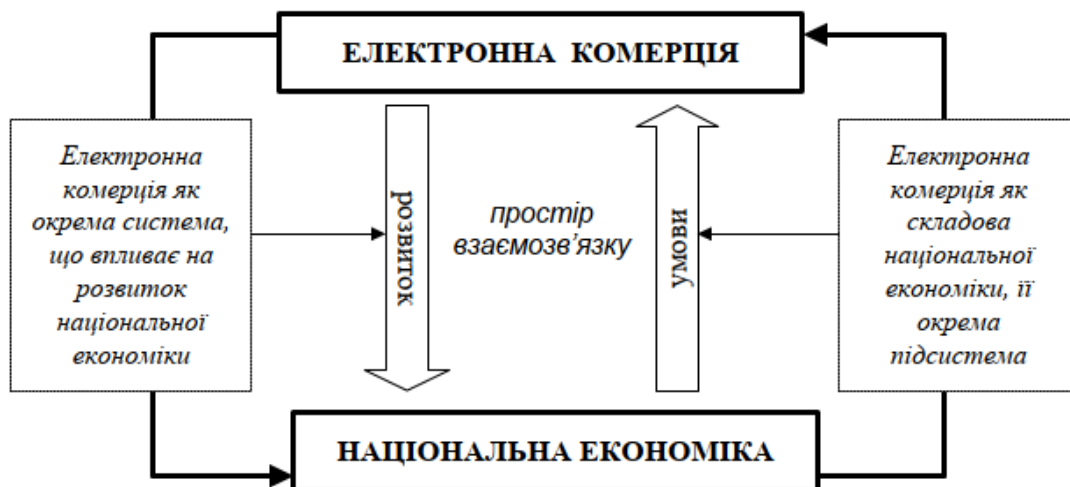 ЕЛЕКТРОННА КОМЕРЦІЯ
Електронна
комерція як
окрема система,
що впливає на
розвиток
національної
економіки
розвиток
простір
взаємозв’язку
умови
Електронна
комерція як
складова
національної
економіки, її
окрема
підсистема
НАЦІОНАЛЬНА ЕКОНОМІКА